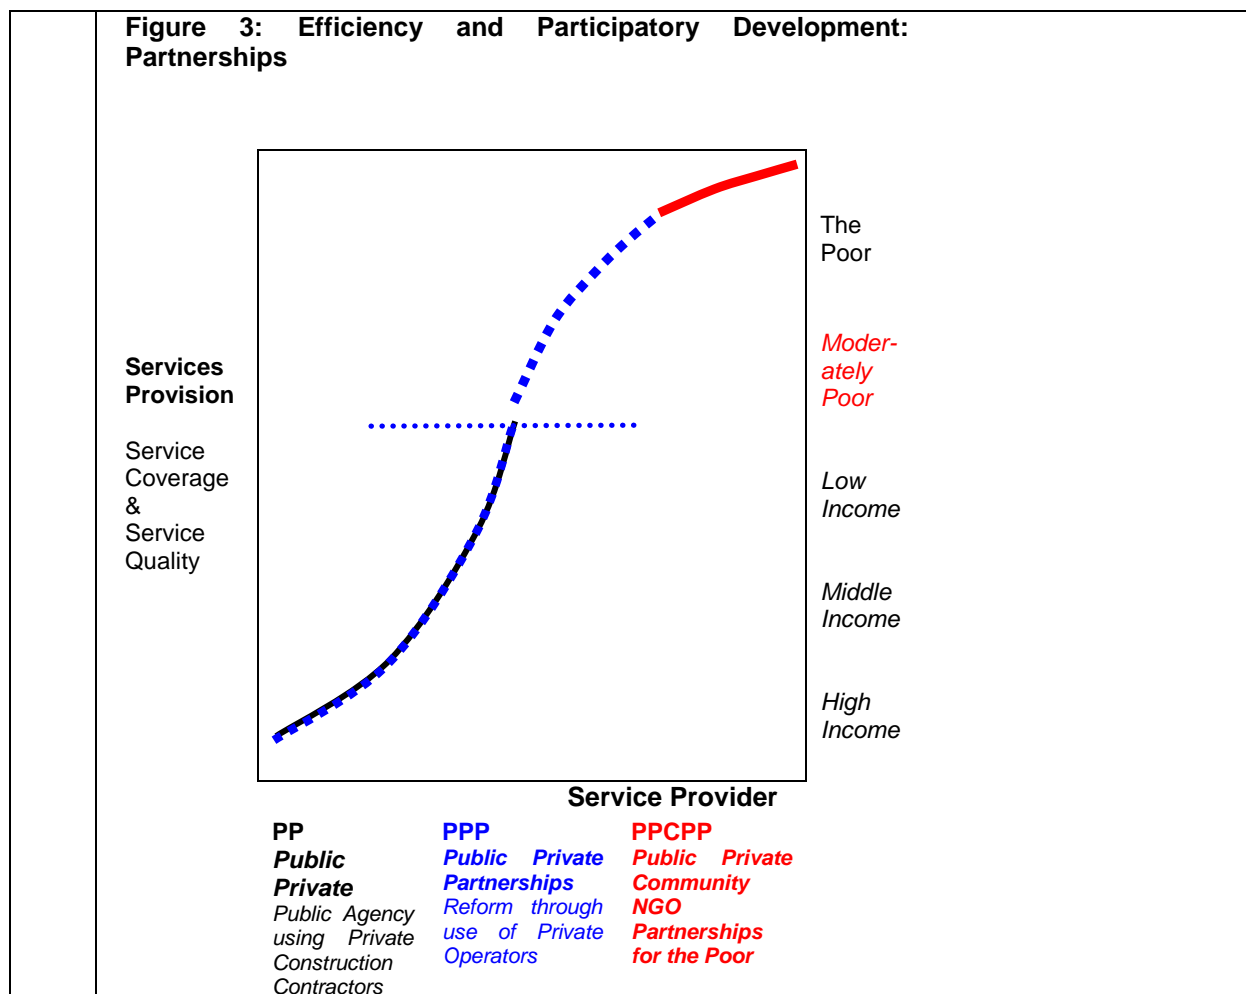 Figure 3: Efficiency and Participatory Development:
Partnerships
The
Poor
Moder-
ately
Poor
Services
Provision
Service
Coverage
&
Service
Quality
Low
Income
Middle
Income
High
Income
Service Provider
PP
Public
Private
Public Agency
using Private
Construction
Contractors
PPP
Public Private
Partnerships
Reform through
use of Private
Operators
PPCPP
Public Private
Community
NGO
Partnerships
for the Poor